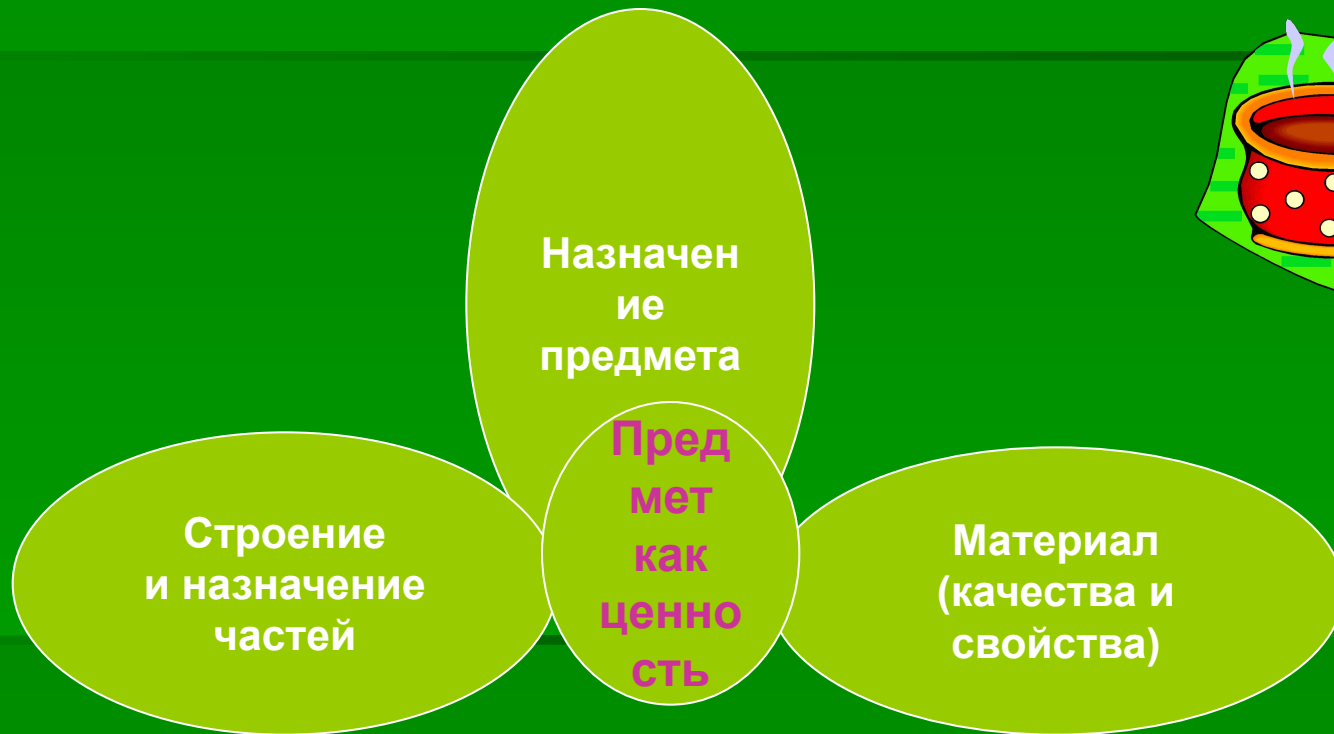 Назначен
ие
предмета
Пред
мет
как
ценно
сть
Строение
и назначение
частей
Материал
(качества и
свойства)